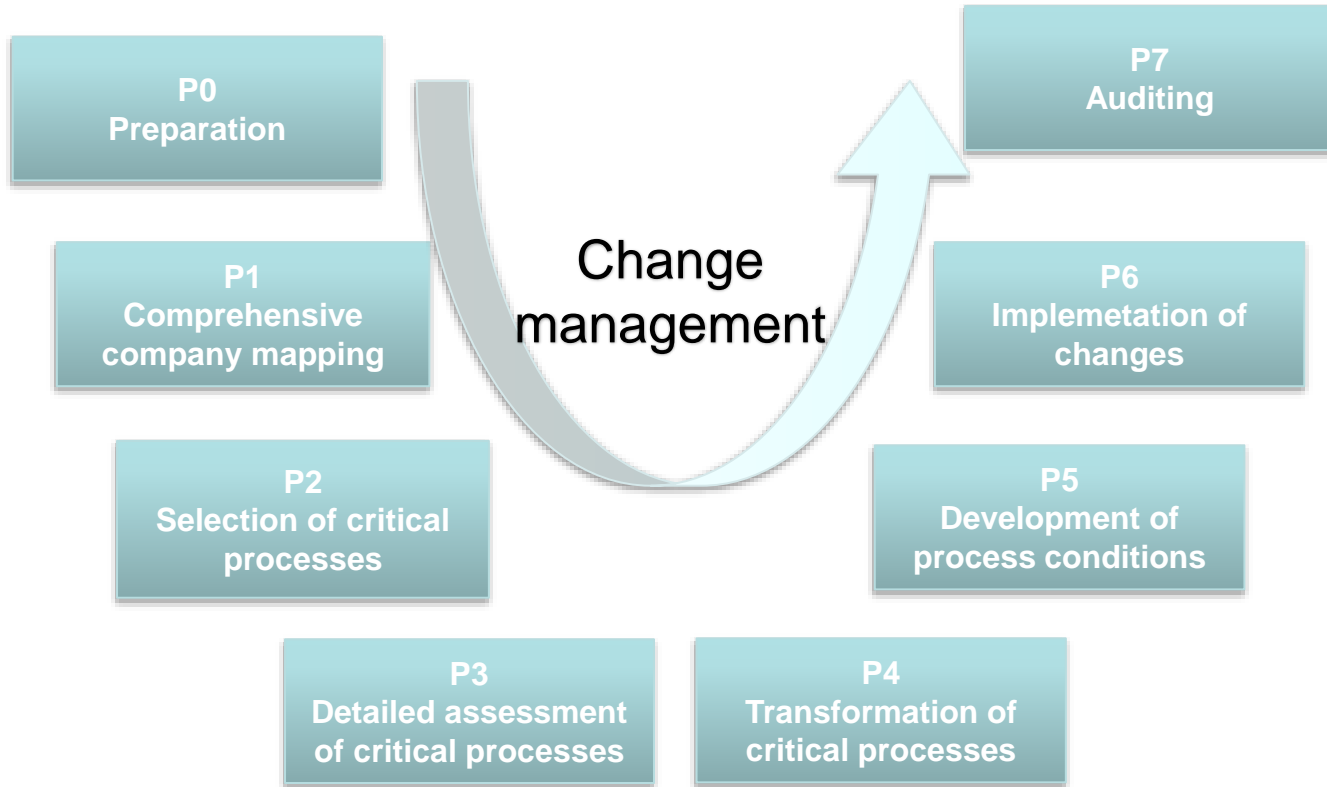 P0
Preparation
P1
Comprehensive
company mapping
P2
Selection of critical
processes
P3
Detailed assessment
of critical processes
P4
Transformation of
critical processes
P5
Development of
process conditions
P6
Implemetation of
changes
P7
Auditing
Change
management